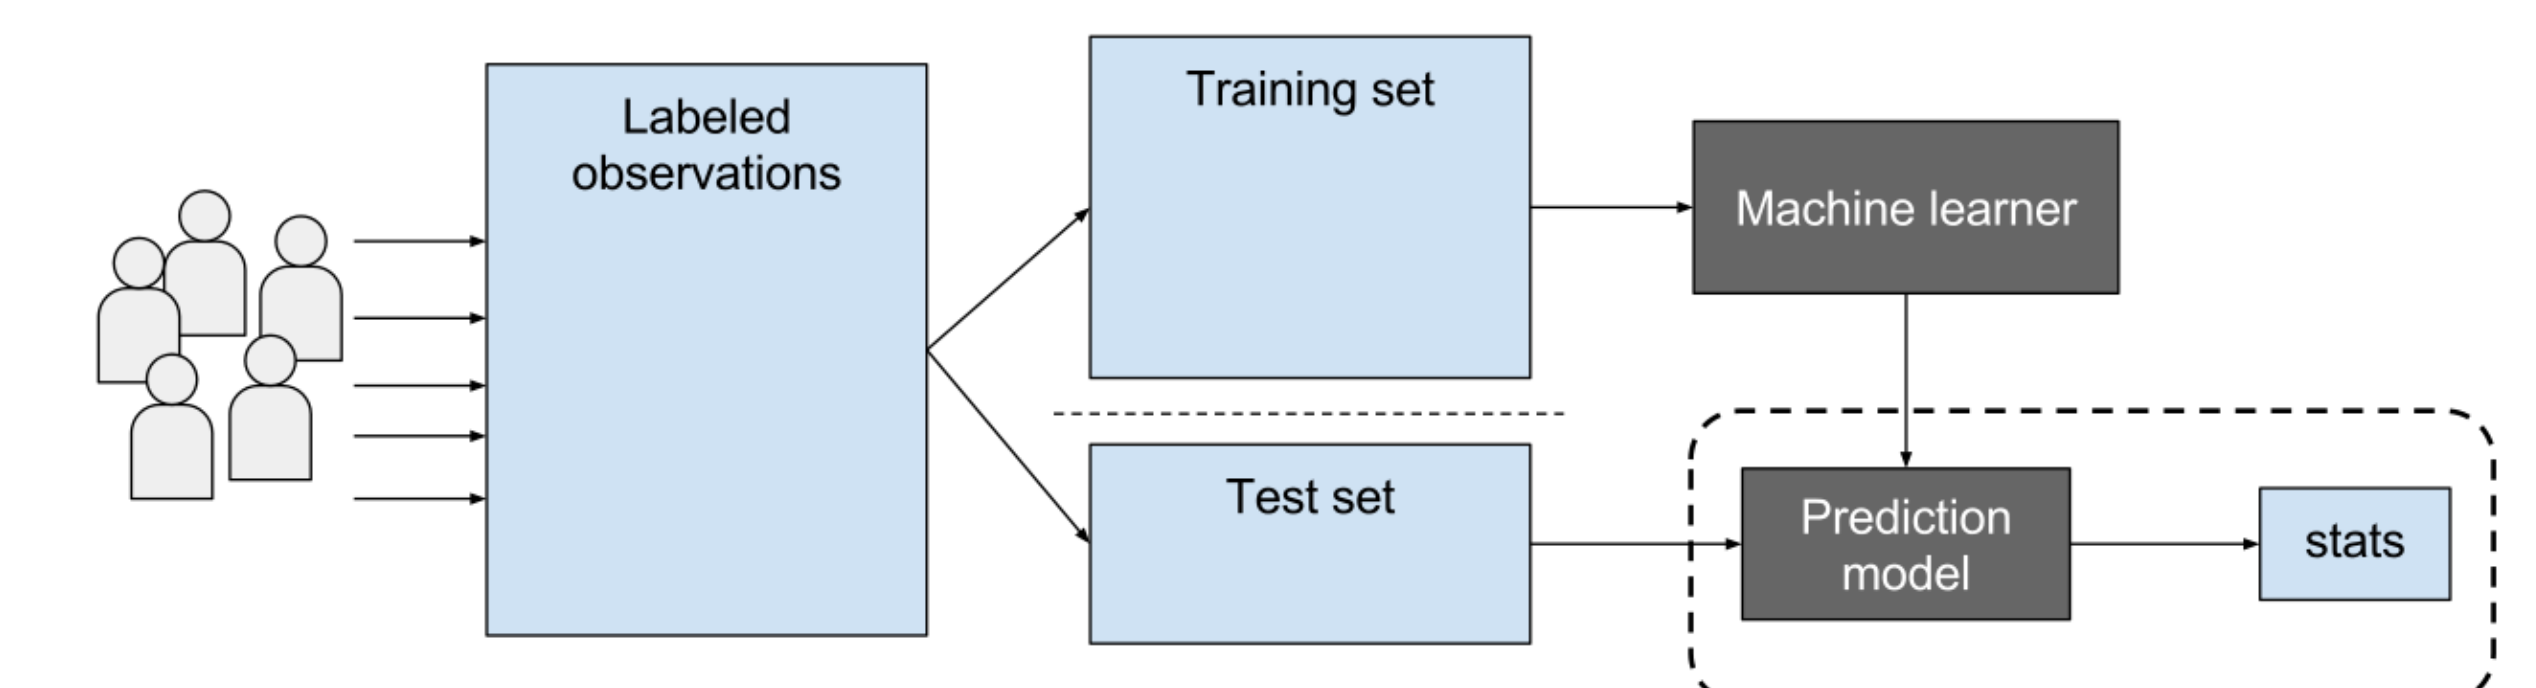 Labeled
observations
Training set
Machine learner
Test set
Prediction
model
stats